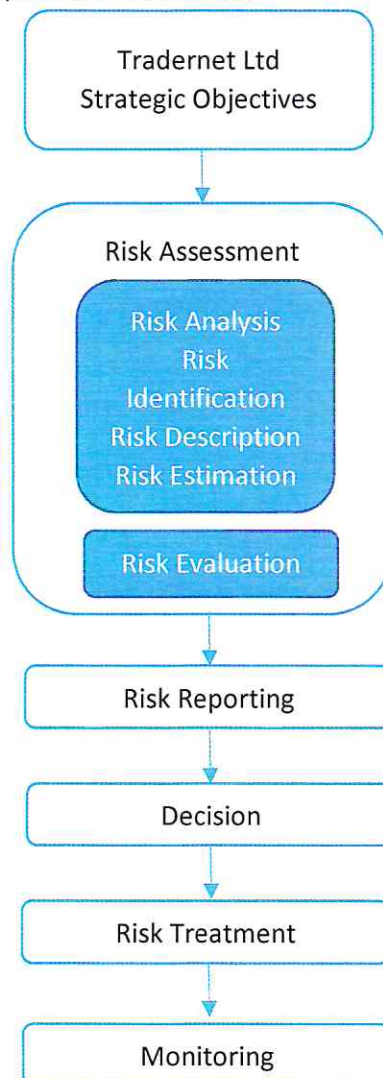 Tradernet Ltd
Strategic Objectives
Risk Assessment
Risk Analysis
Risk
Identification
Risk Description
Risk Estimation
Risk Evaluation
Risk Reporting
Decision
Risk Treatment
Monitoring